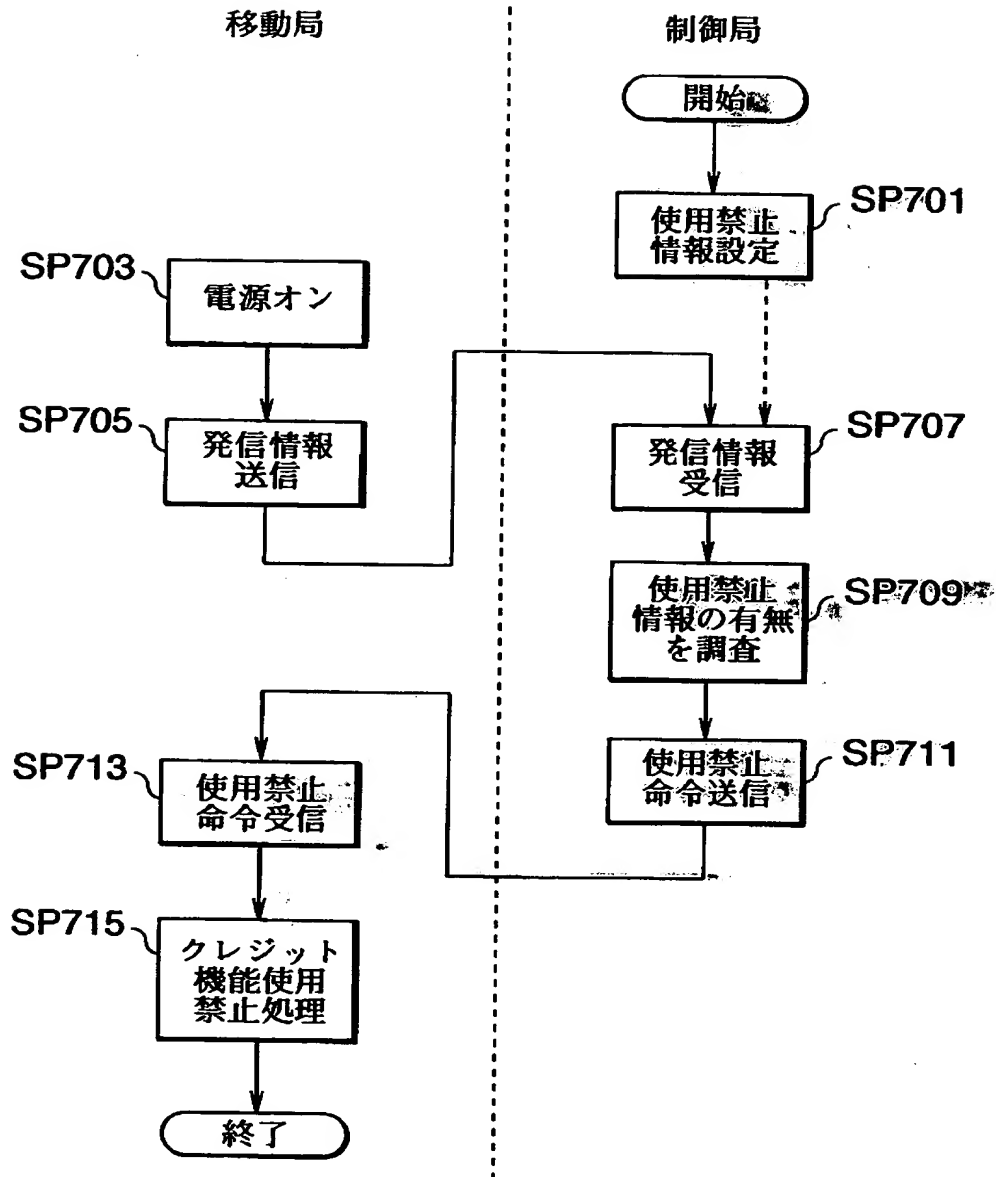 移動局
制御局
開始
SP701
使用禁止
情報設定
SP703
電源オン
SP705
発信情報
送信
SP707
発信情報
受信
SP709
使用禁止
情報の有無
を調査
SP711
使用禁止
命令送信
SP713
使用禁止
命令受信
SP715
クレジット
機能使用
禁止処理
終了